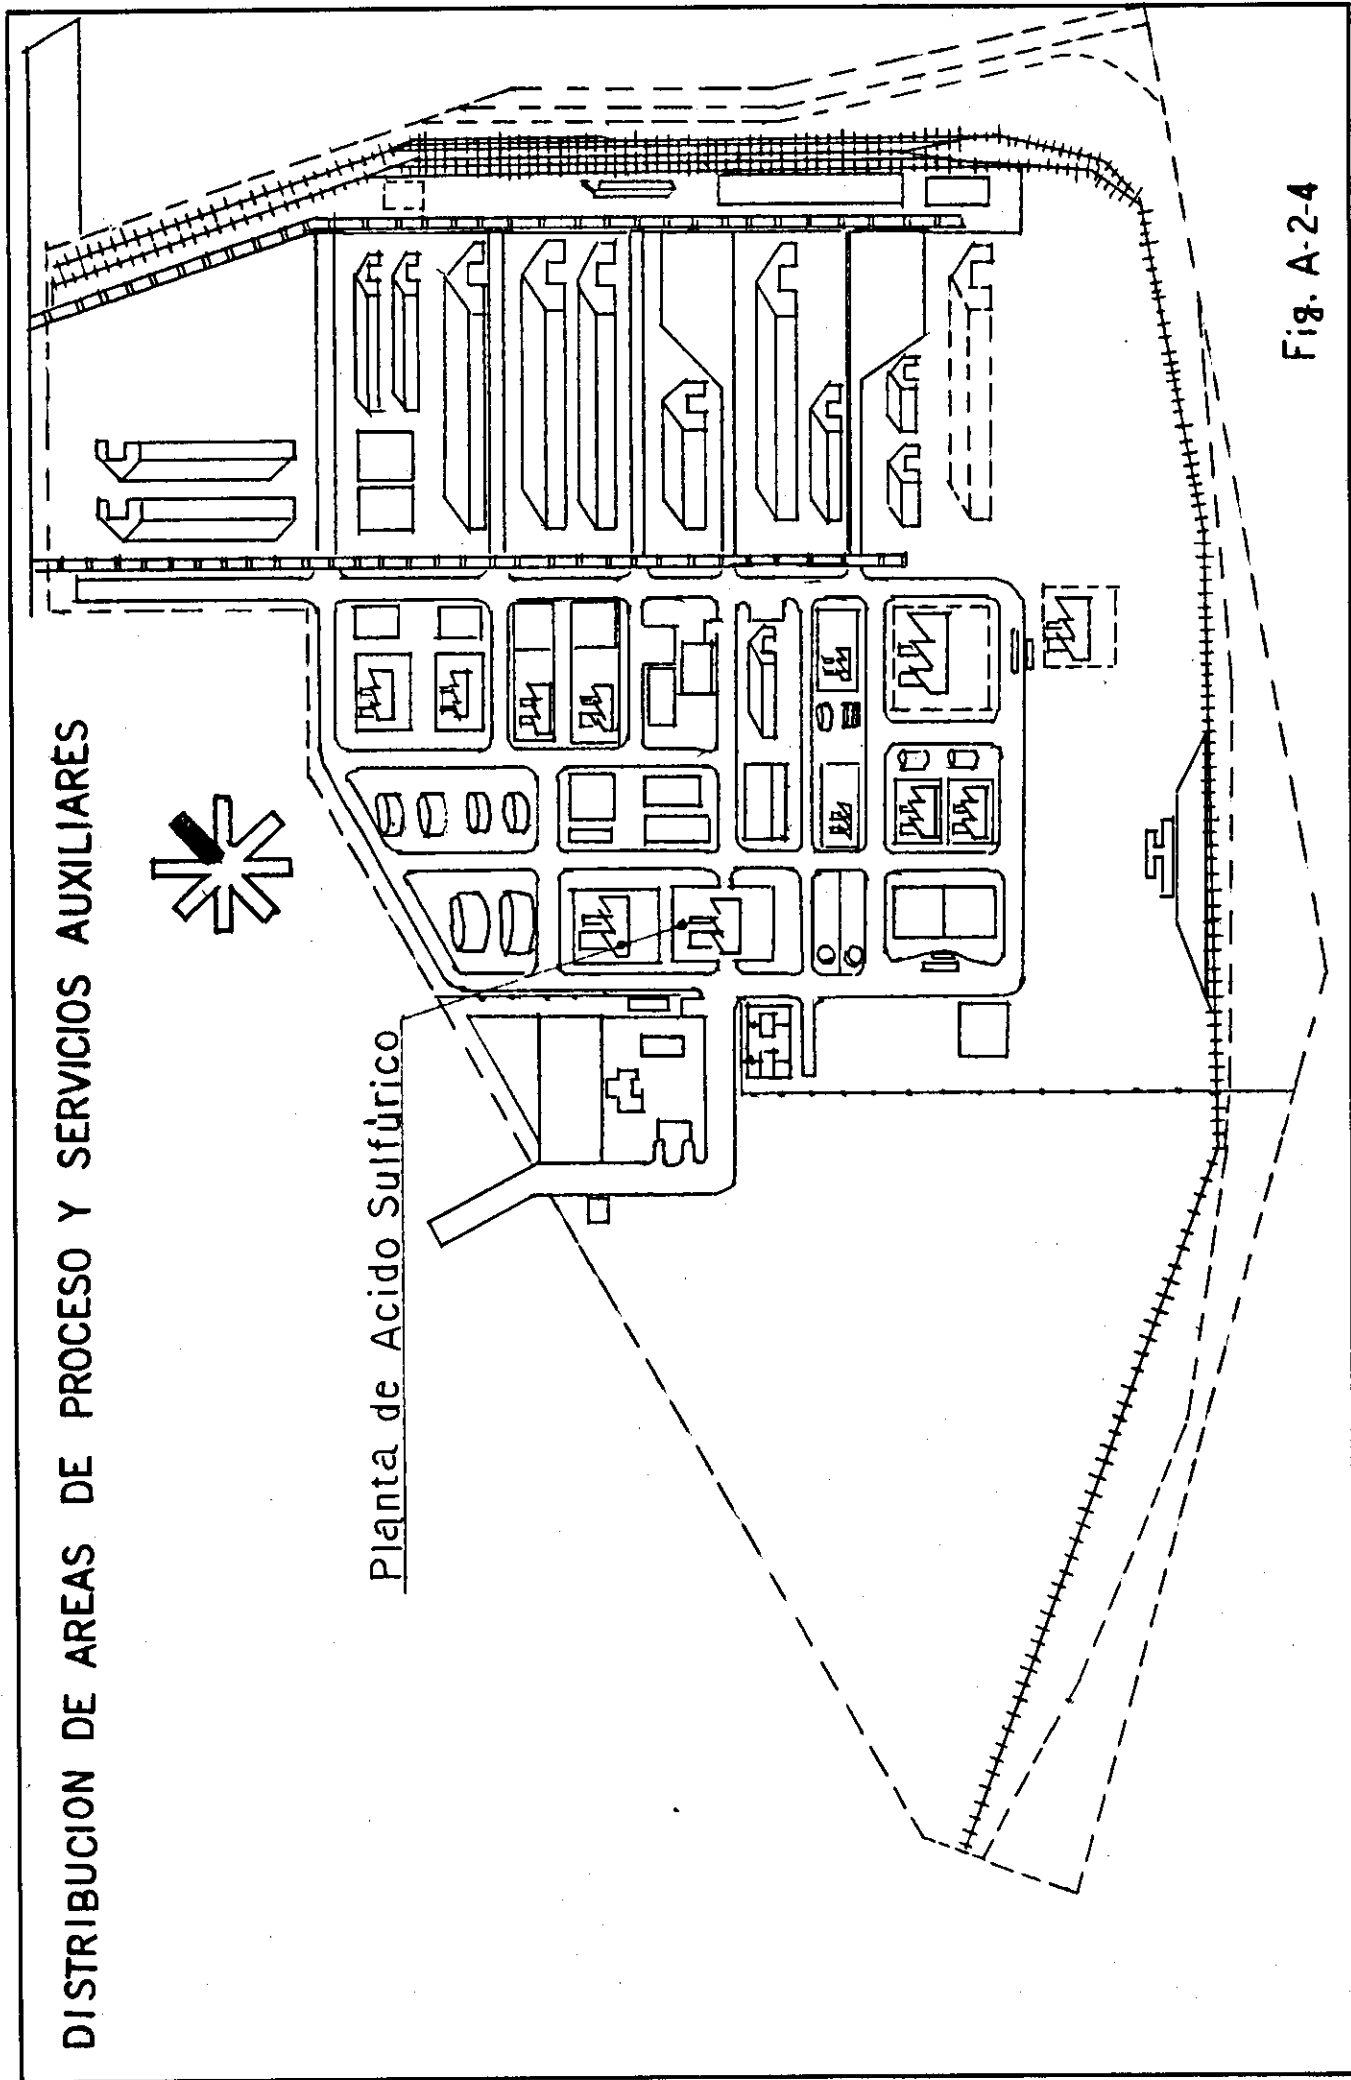 DISTRIBUCION DE AREAS DE PROCESO Y SERVICIOS AUXILIARES
Planta de Acido Sulfúrico
Fig. A-2-4